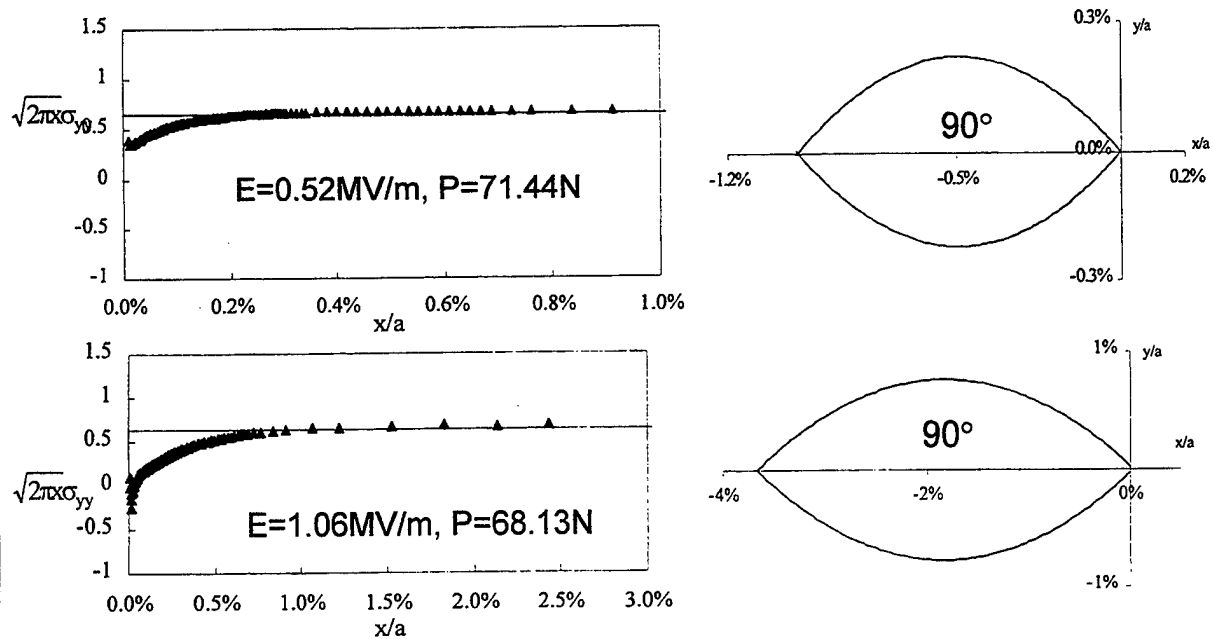 1.5
1
√2πxσyy
0.5
0
-0.5
-1
E=0.52MV/m, P=71.44N
0.0% 0.2% 0.4% 0.6% 0.8% 1.0%
x/a
0.3%
y/a
90°
x/a
0.0%
-1.2% -0.5% 0.2%
-0.3%
1.5
1
0.5
0
√2πxσyy
-0.5
-1
E=1.06MV/m, P=68.13N
0.0% 0.5% 1.0% 1.5% 2.0% 2.5% 3.0%
x/a
1%
y/a
90°
x/a
-4% -2% 0%
-1%